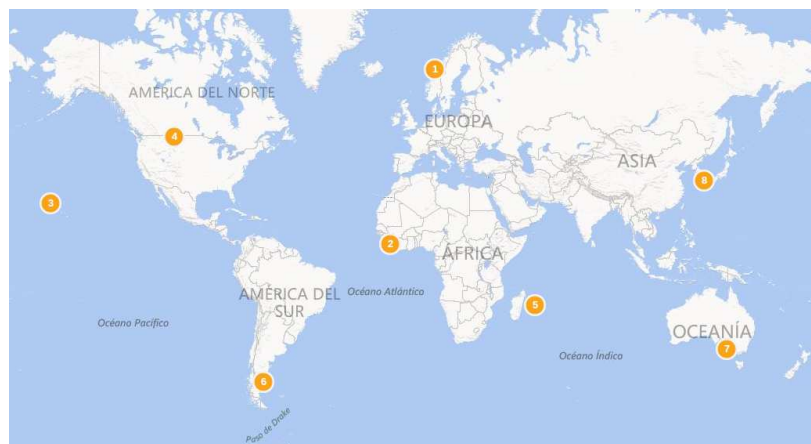 1
AMÉRICA DEL NORTE
EUROPA
4
ASIA
8
3
2
ÁFRICA
Océano Atlántico
AMÉRICA DEL
SUR
5
Océano Pacífico
OCEANÍA
7
Océano Índico
6
Paso de Drake